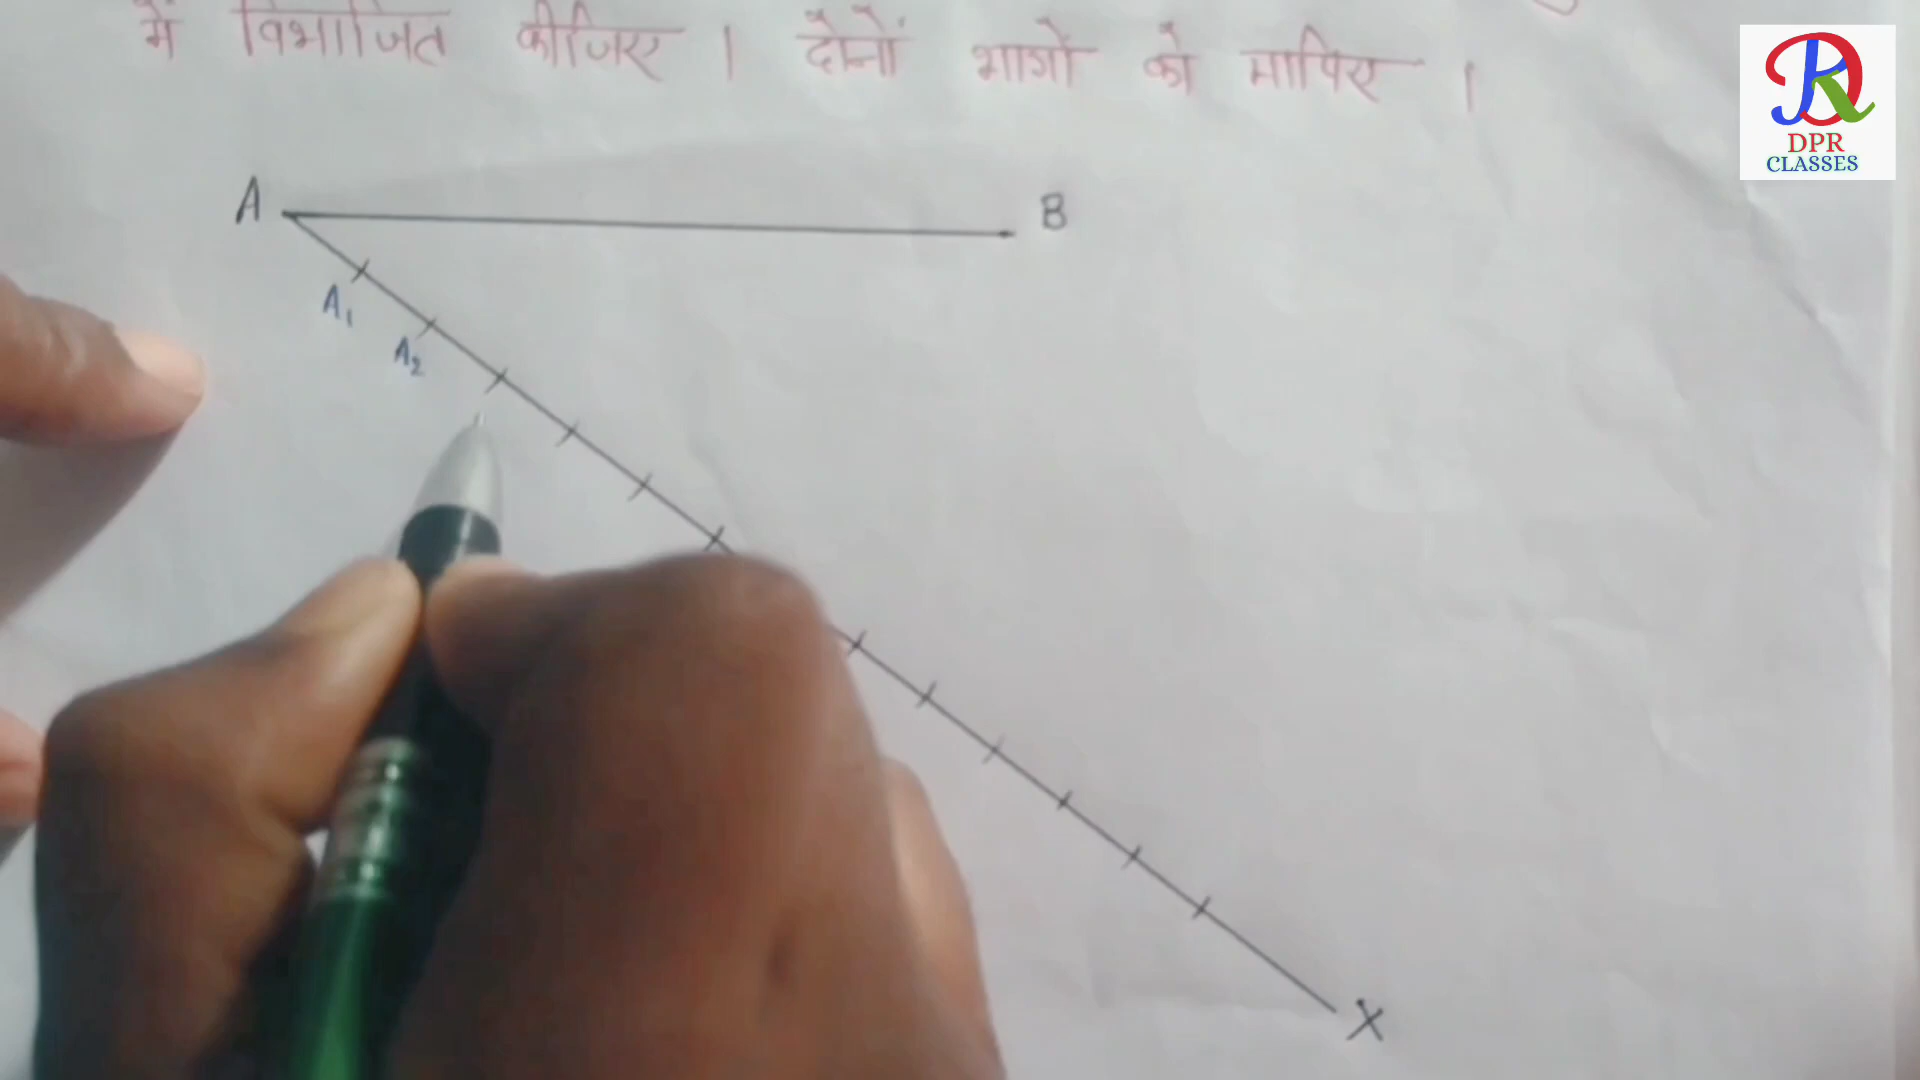 में विभाजित कीजिए । दोनों भागों को मापिए ।
DPR
CLASSES
A
B
A1
A2
X